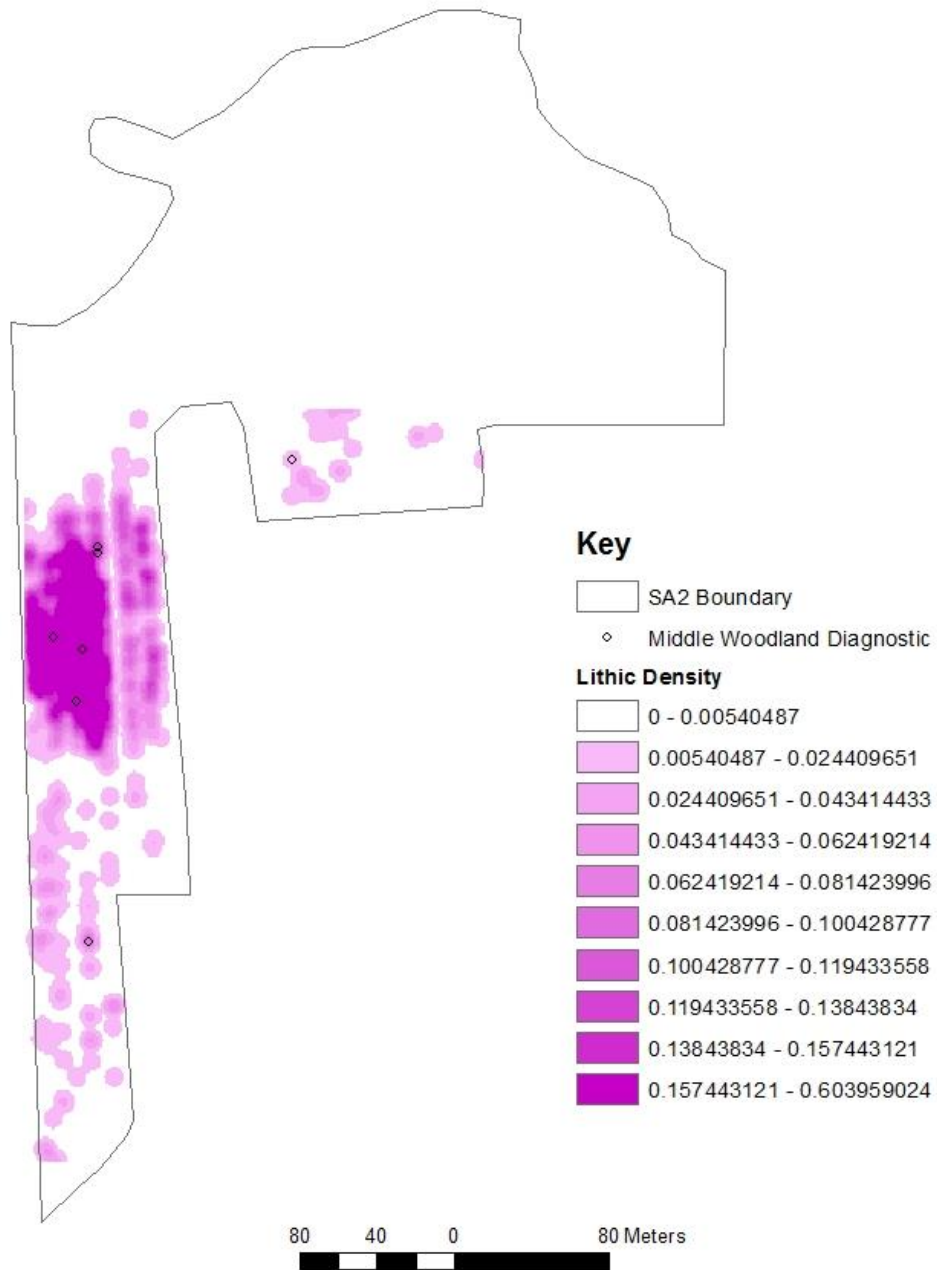 Key
SA2 Boundary
Middle Woodland Diagnostic
Lithic Density
0 - 0.00540487
0.00540487 - 0.024409651
0.024409651 - 0.043414433
0.043414433 - 0.062419214
0.062419214 - 0.081423996
0.081423996 - 0.100428777
0.100428777 - 0.119433558
0.119433558 - 0.13843834
0.13843834 - 0.157443121
0.157443121 - 0.603959024
80 40 0 80 Meters